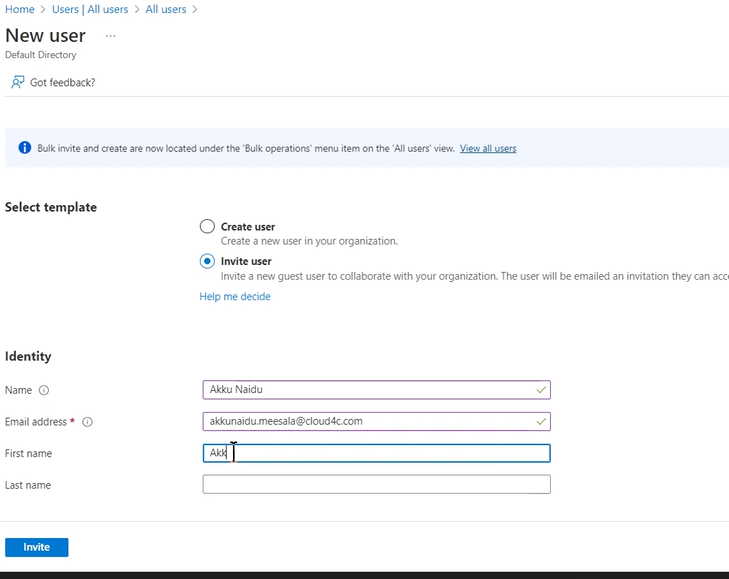 Home > Users | All users > All users >
New user ...
Default Directory
Got feedback?
Bulk invite and create are now located under the 'Bulk operations' menu item on the 'All users' view. View all users
Select template
Create user
Create a new user in your organization.
Invite user
Invite a new guest user to collaborate with your organization. The user will be emailed an invitation they can acc
Help me decide
Identity
Name
Akku Naidu
Email address *
akkunaidu.meesala@cloud4c.com
First name
Akk
Last name
Invite